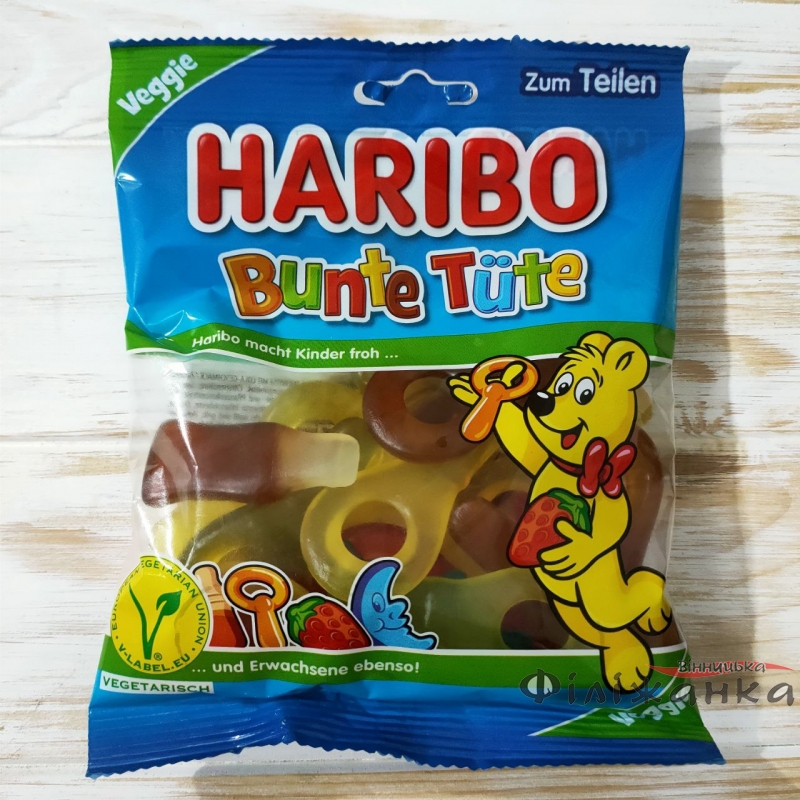 Veggie
Zum Teilen
HARIBO
Bunte Tüte
Haribo macht Kinder froh ...
EUROPEAN VEGETARIAN UNION
V-LABEL.EU
VEGETARISCH
... und Erwachsene ebenso!
Вінницька
Філіжанка
Veggie